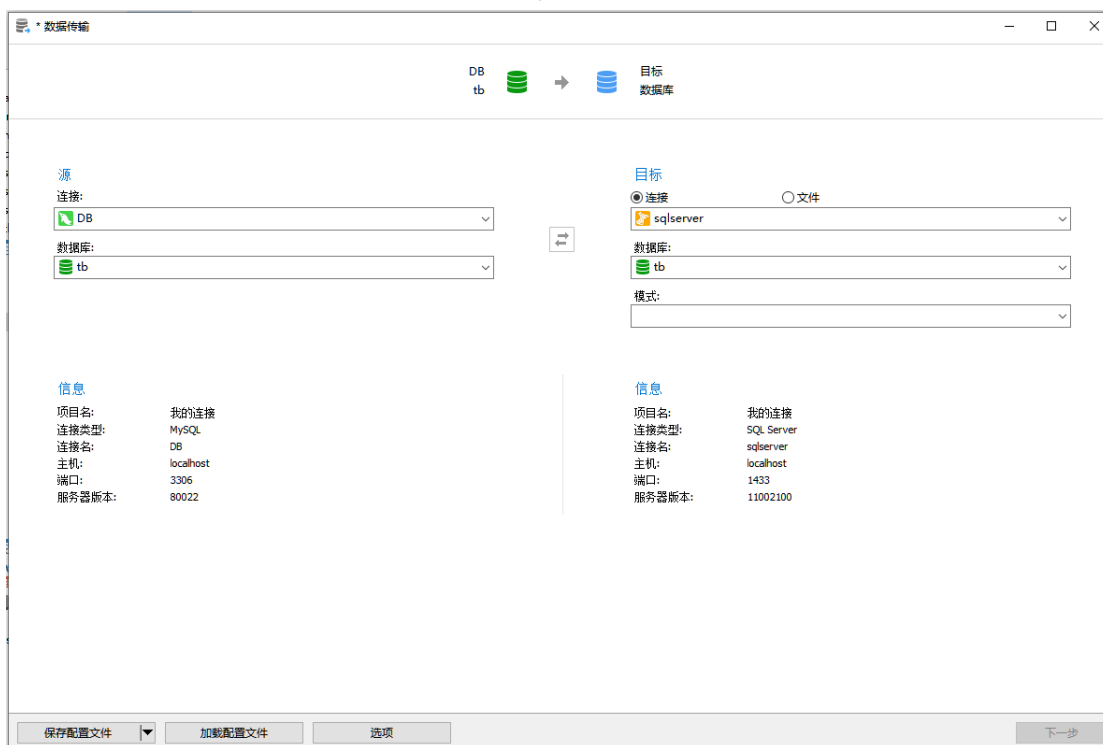 * 数据传输
DB
tb
目标
数据库
源
连接:
DB
数据库:
tb
目标
连接
文件
sqlserver
数据库:
tb
模式:
信息
项目名: 我的连接
连接类型: MySQL
连接名: DB
主机: localhost
端口: 3306
服务器版本: 80022
信息
项目名: 我的连接
连接类型: SQL Server
连接名: sqlserver
主机: localhost
端口: 1433
服务器版本: 11002100
保存配置文件
加载配置文件
选项
下一步